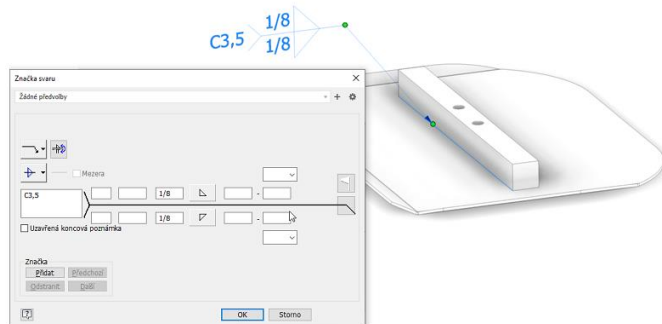 1/8
C3,5
1/8
Značka svaru
Žádné předvolby
Mezera
C3,5
1/8
1/8
Uzavřená koncová poznámka
Značka
Přidat
Předchozí
Odstranit
Další
OK
Storno